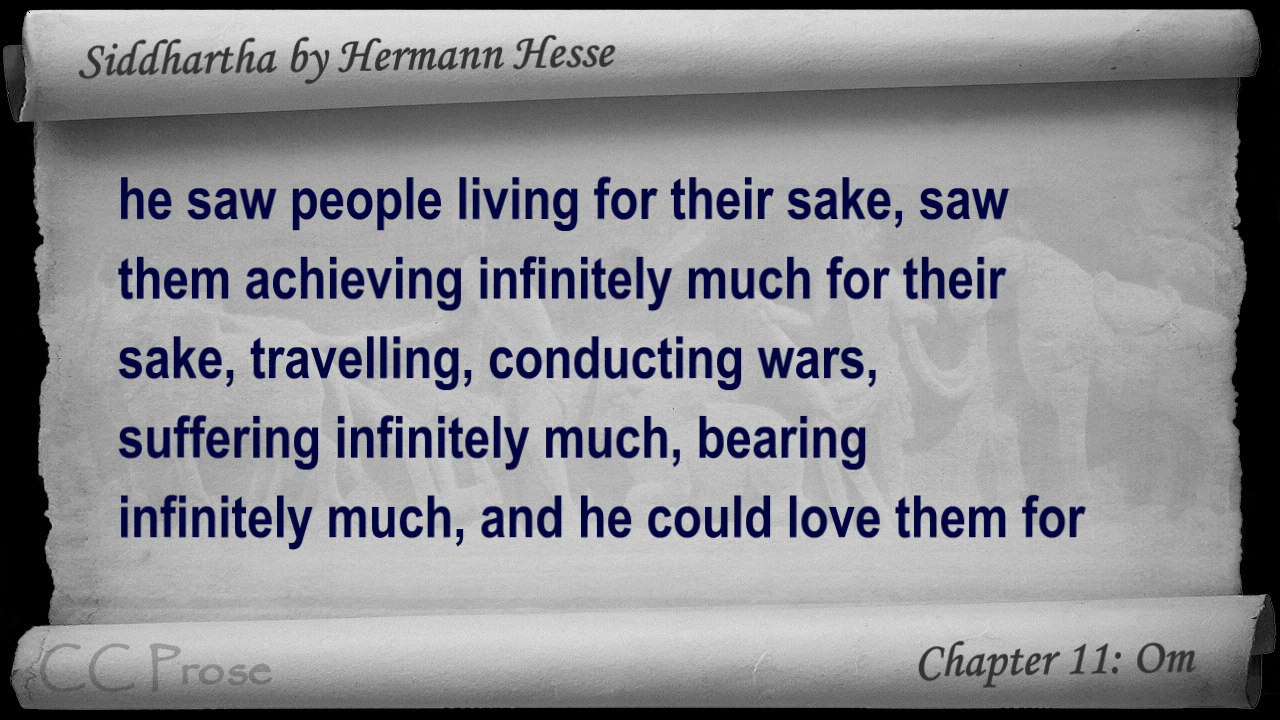 Siddhartha by Hermann Hesse
he saw people living for their sake, saw
them achieving infinitely much for their
sake, travelling, conducting wars,
suffering infinitely much, bearing
infinitely much, and he could love them for
CC Prose
Chapter 11: Om